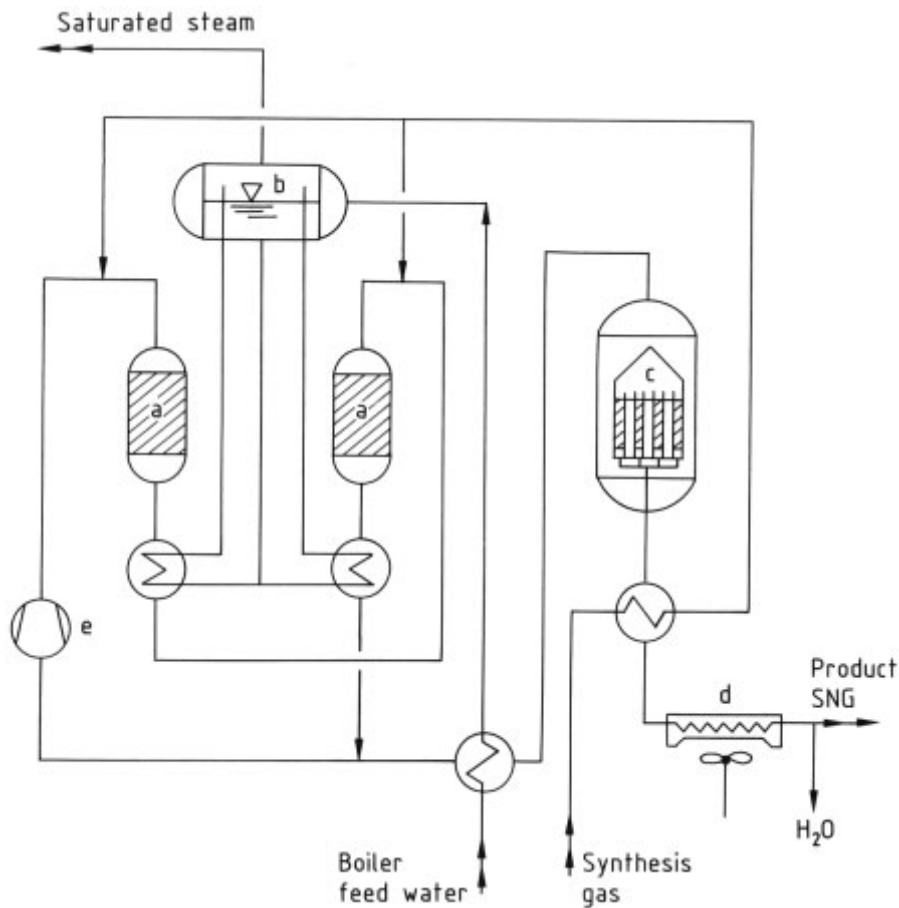 Saturated steam
b
a
a
c
e
d
Product
SNG
H₂O
Boiler
feed water
Synthesis
gas